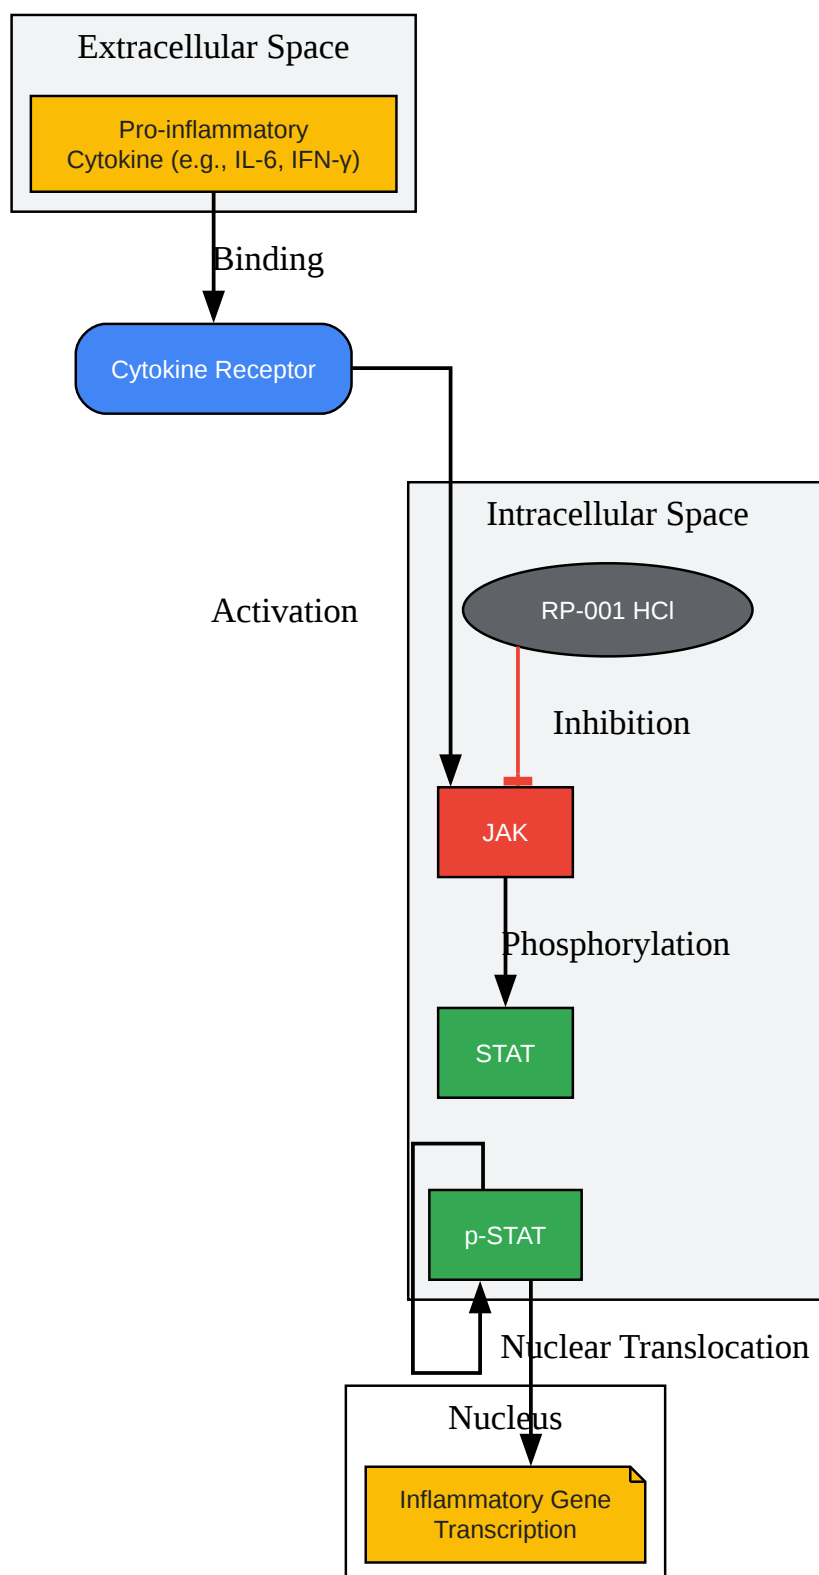 Extracellular Space
Pro-inflammatory
Cytokine (e.g., IL-6, IFN-γ)
Binding
Cytokine Receptor
Intracellular Space
RP-001 HCl
Activation
Inhibition
JAK
Phosphorylation
STAT
p-STAT
Nuclear Translocation
Nucleus
Inflammatory Gene
Transcription